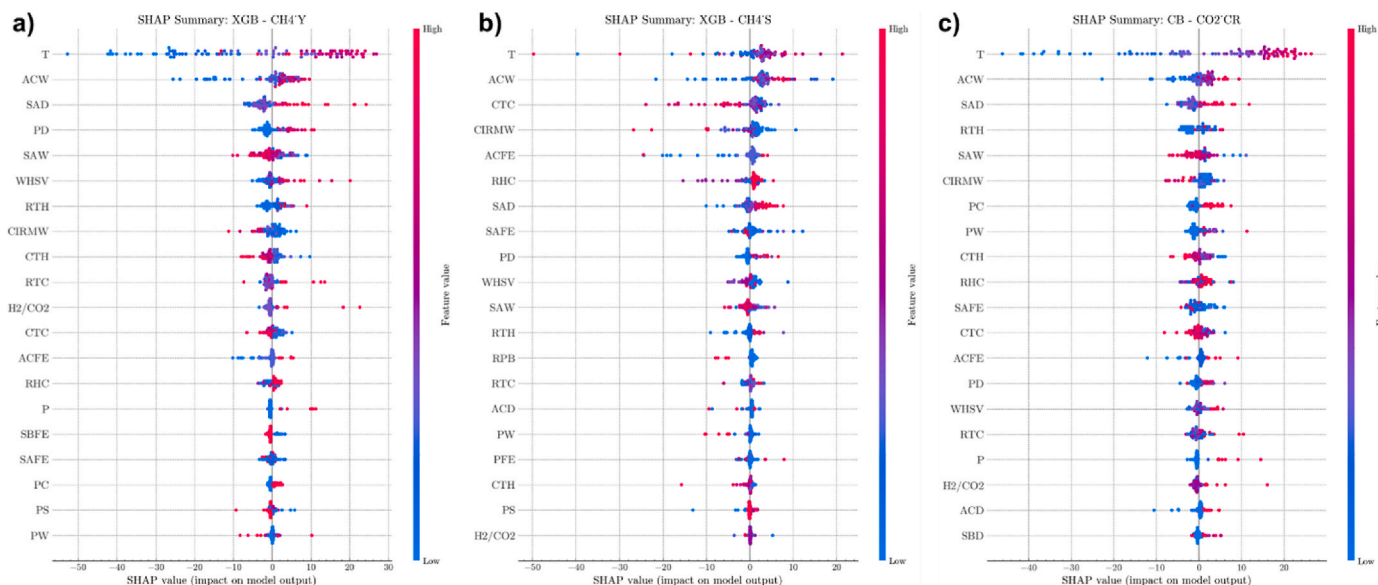 a)
SHAP Summary: XGB - CH4˙Y
High
T
ACW
SAD
PD
SAW
WHSV
RTH
CIRMW
CTH
RTC
H2/CO2
CTC
ACFE
RHC
P
SBFE
SAFE
PC
PS
PW
Feature value
Low
−50 −40 −30 −20 −10 0 10 20 30
SHAP value (impact on model output)
b)
SHAP Summary: XGB - CH4˙S
High
T
ACW
CTC
CIRMW
ACFE
RHC
SAD
SAFE
PD
WHSV
SAW
RTH
RPB
RTC
ACD
PW
PFE
CTH
PS
H2/CO2
Feature value
Low
−50 −40 −30 −20 −10 0 10 20
SHAP value (impact on model output)
c)
SHAP Summary: CB - CO2˙CR
High
T
ACW
SAD
RTH
SAW
CIRMW
PC
PW
CTH
RHC
SAFE
CTC
ACFE
PD
WHSV
RTC
P
H2/CO2
ACD
SBD
Low
−40 −30 −20 −10 0 10 20
SHAP value (impact on model output)